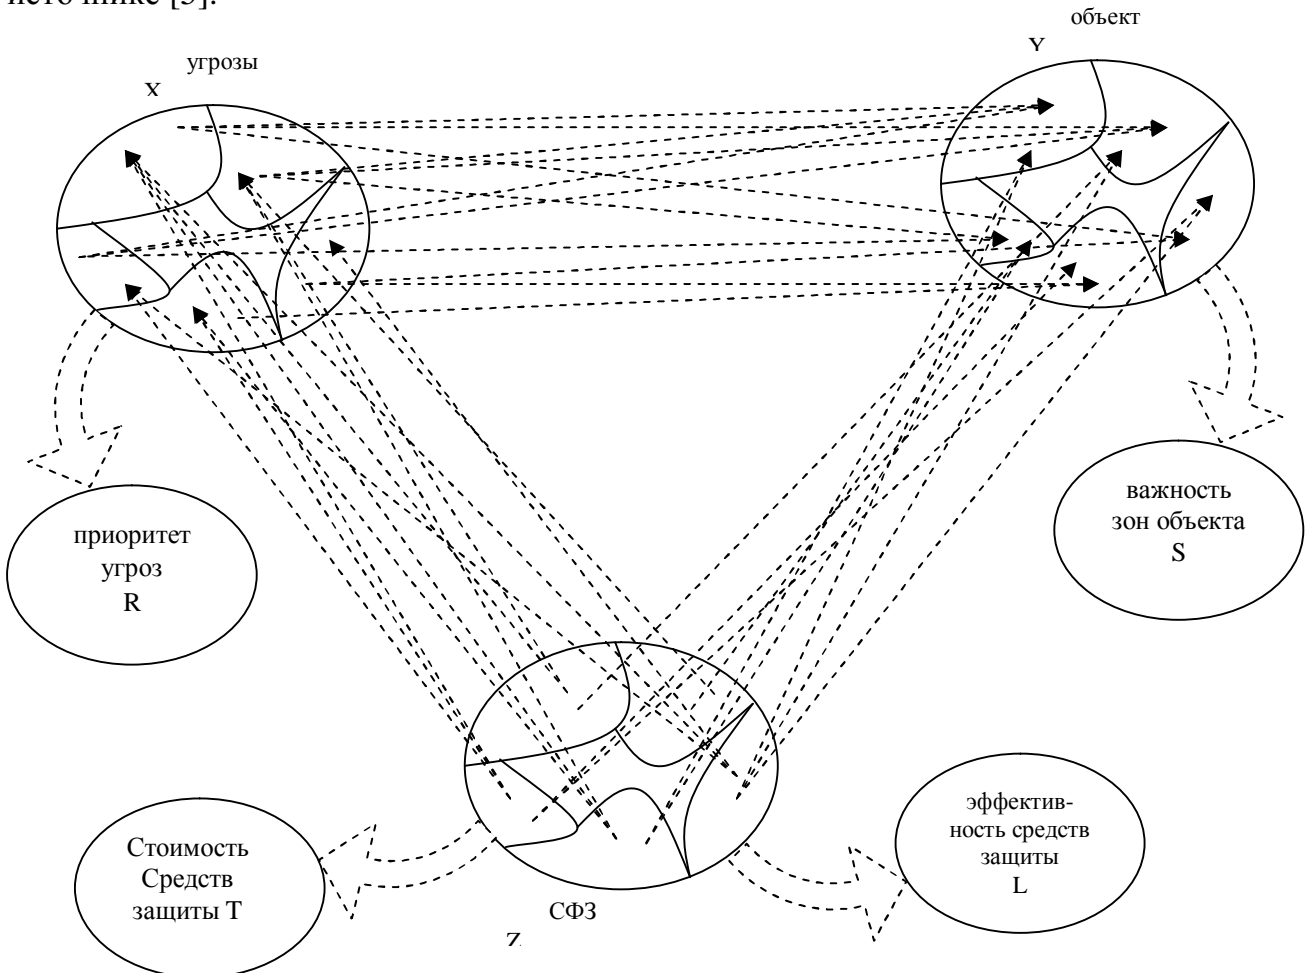 источнике [5].
объект
Y
угрозы
X
приоритет
угроз
R
важность
зон объекта
S
Стоимость
Средств
защиты T
эффектив-
ность средств
защиты
L
СФЗ
Z